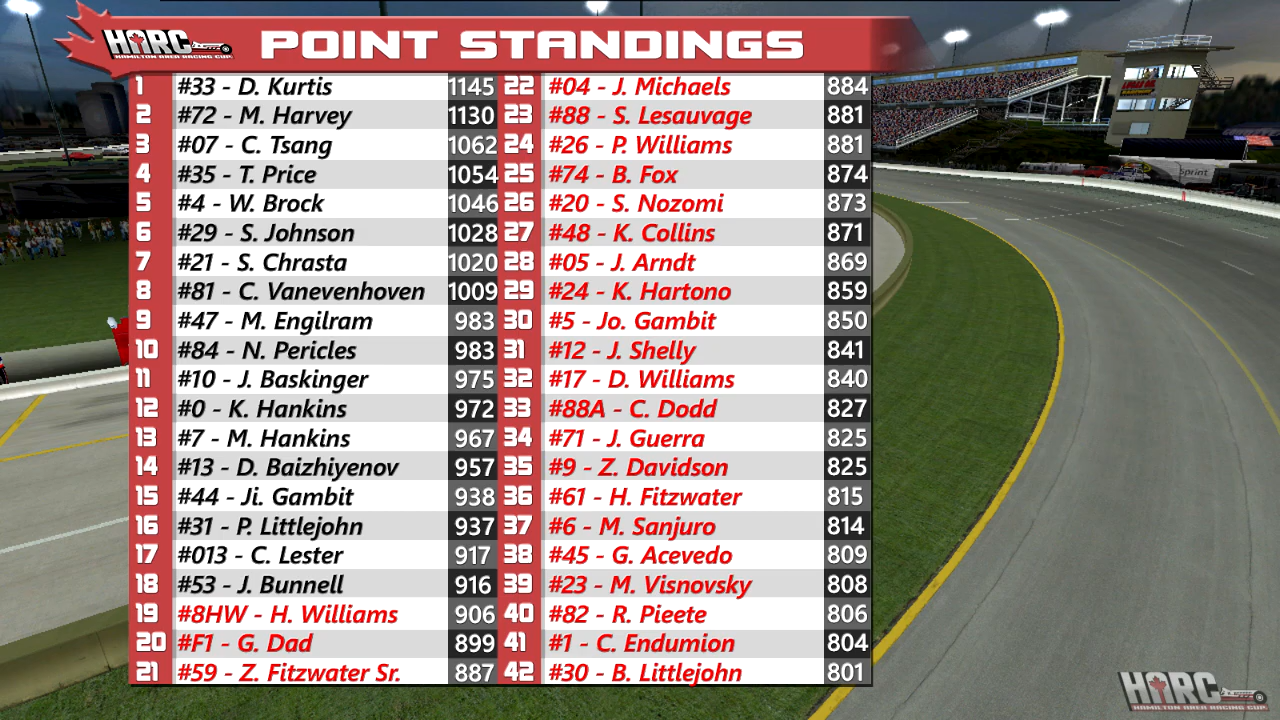 HARC
HAMILTON AREA RACING CUP
POINT STANDINGS
1 #33 - D. Kurtis 1145
2 #72 - M. Harvey 1130
3 #07 - C. Tsang 1062
4 #35 - T. Price 1054
5 #4 - W. Brock 1046
6 #29 - S. Johnson 1028
7 #21 - S. Chrasta 1020
8 #81 - C. Vanevenhoven 1009
9 #47 - M. Engilram 983
10 #84 - N. Pericles 983
11 #10 - J. Baskinger 975
12 #0 - K. Hankins 972
13 #7 - M. Hankins 967
14 #13 - D. Baizhiyenov 957
15 #44 - Ji. Gambit 938
16 #31 - P. Littlejohn 937
17 #013 - C. Lester 917
18 #53 - J. Bunnell 916
19 #8HW - H. Williams 906
20 #F1 - G. Dad 899
21 #59 - Z. Fitzwater Sr. 887
22 #04 - J. Michaels 884
23 #88 - S. Lesauvage 881
24 #26 - P. Williams 881
25 #74 - B. Fox 874
26 #20 - S. Nozomi 873
27 #48 - K. Collins 871
28 #05 - J. Arndt 869
29 #24 - K. Hartono 859
30 #5 - Jo. Gambit 850
31 #12 - J. Shelly 841
32 #17 - D. Williams 840
33 #88A - C. Dodd 827
34 #71 - J. Guerra 825
35 #9 - Z. Davidson 825
36 #61 - H. Fitzwater 815
37 #6 - M. Sanjuro 814
38 #45 - G. Acevedo 809
39 #23 - M. Visnovsky 808
40 #82 - R. Pieete 806
41 #1 - C. Endumion 804
42 #30 - B. Littlejohn 801
Sprint
HARC
HAMILTON AREA RACING CUP